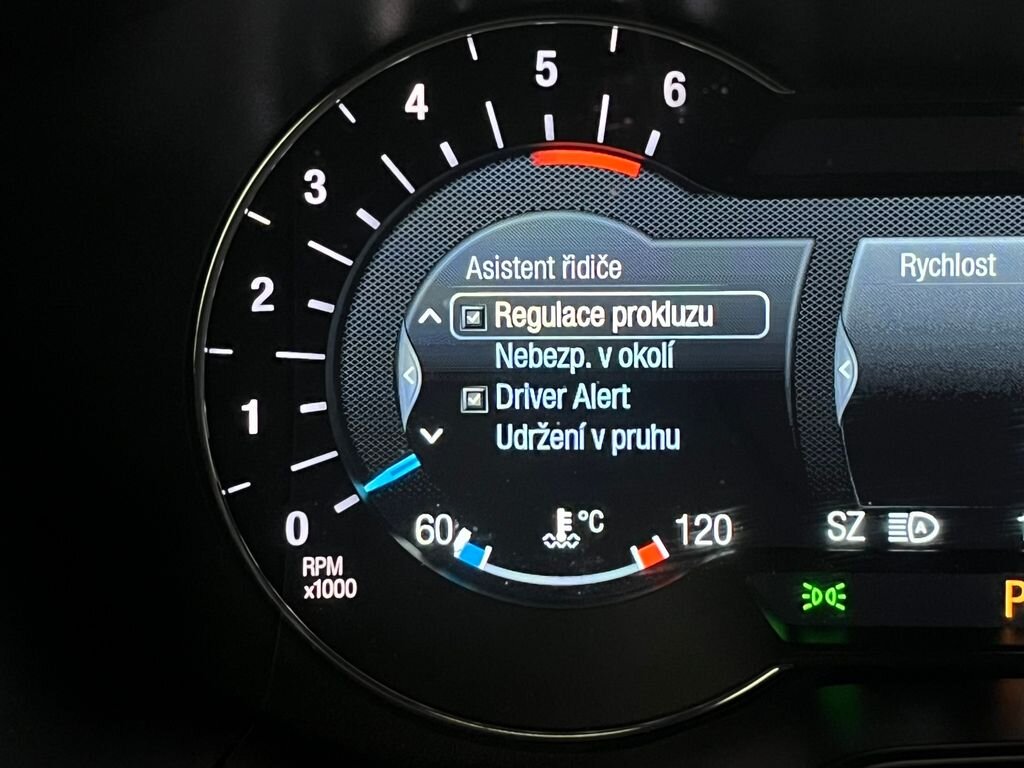 5
6
4
3
2
1
0
RPM
x1000
Asistent řidiče
Regulace prokluzu
Nebezp. v okolí
Driver Alert
Udržení v pruhu
60
°C
120
Rychlost
SZ
A
P